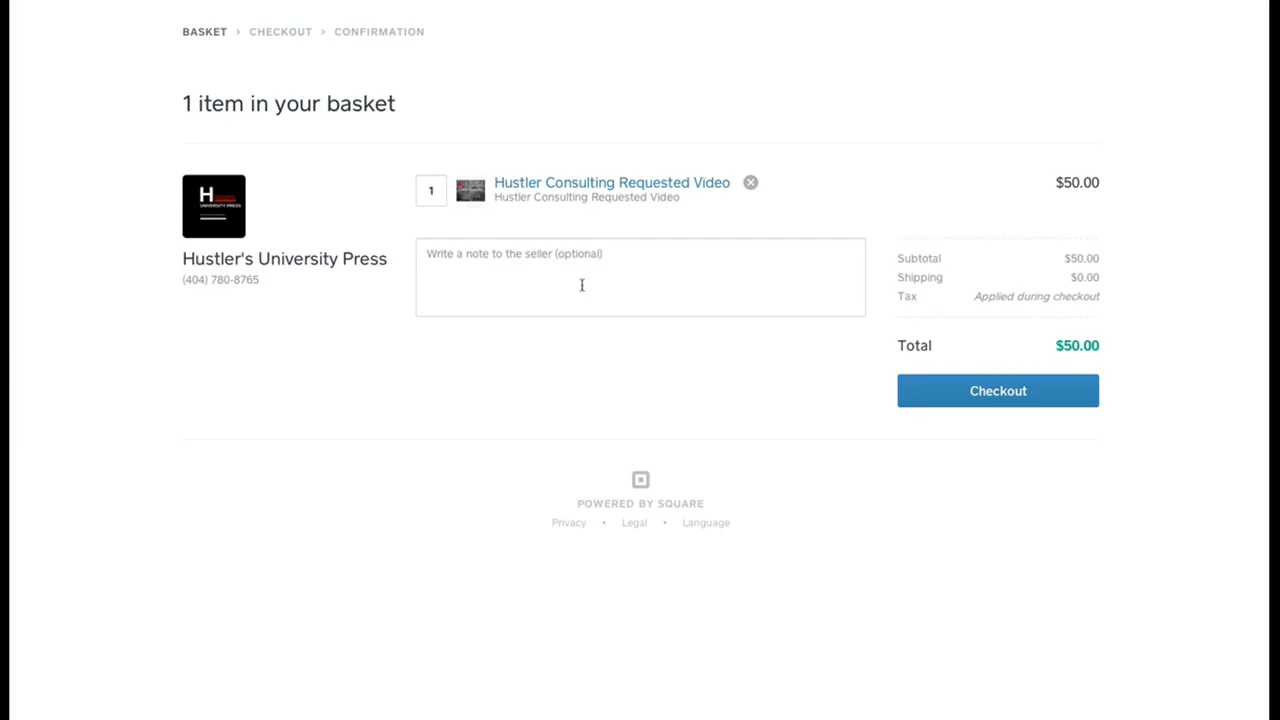 BASKET > CHECKOUT > CONFIRMATION
1 item in your basket
H
UNIVERSITY PRESS
Hustler's University Press
(404) 780-8765
1
Hustler Consulting Requested Video
Hustler Consulting Requested Video
$50.00
Write a note to the seller (optional)
Subtotal $50.00
Shipping $0.00
Tax Applied during checkout
Total $50.00
Checkout
POWERED BY SQUARE
Privacy • Legal • Language